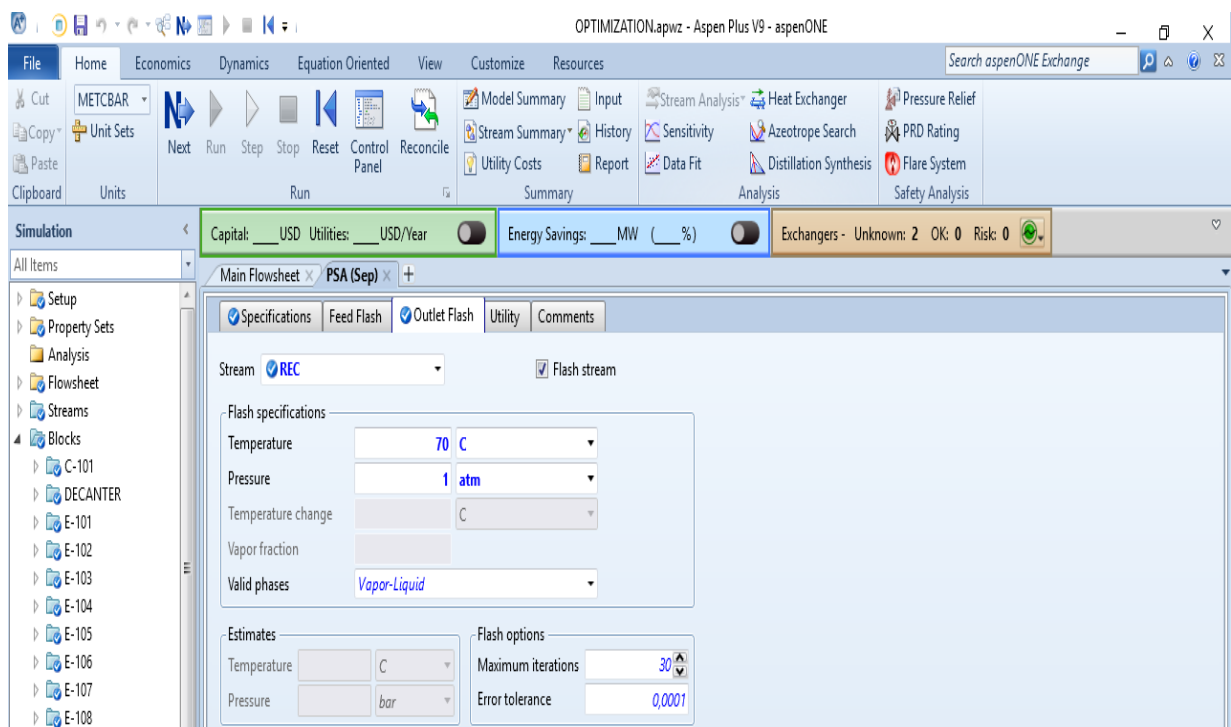 OPTIMIZATION.apwz - Aspen Plus V9 - aspenONE
File Home Economics Dynamics Equation Oriented View Customize Resources Search aspenONE Exchange
Cut METCBAR Model Summary Input Stream Analysis Heat Exchanger Pressure Relief
Copy Unit Sets Next Run Step Stop Reset Control Panel Reconcile Stream Summary History Sensitivity Azeotrope Search PRD Rating
Paste Utility Costs Report Data Fit Distillation Synthesis Flare System
Clipboard Units Run Summary Analysis Safety Analysis
Simulation Capital: ____USD Utilities: ____USD/Year Energy Savings: ____MW (____%) Exchangers - Unknown: 2 OK: 0 Risk: 0
All Items Main Flowsheet PSA (Sep) +
Setup
Property Sets
Analysis
Flowsheet
Streams
Blocks
C-101
DECANTER
E-101
E-102
E-103
E-104
E-105
E-106
E-107
E-108
Specifications Feed Flash Outlet Flash Utility Comments
Stream REC Flash stream
Flash specifications
Temperature 70 C
Pressure 1 atm
Temperature change C
Vapor fraction
Valid phases Vapor-Liquid
Estimates
Temperature C
Pressure bar
Flash options
Maximum iterations 30
Error tolerance 0,0001